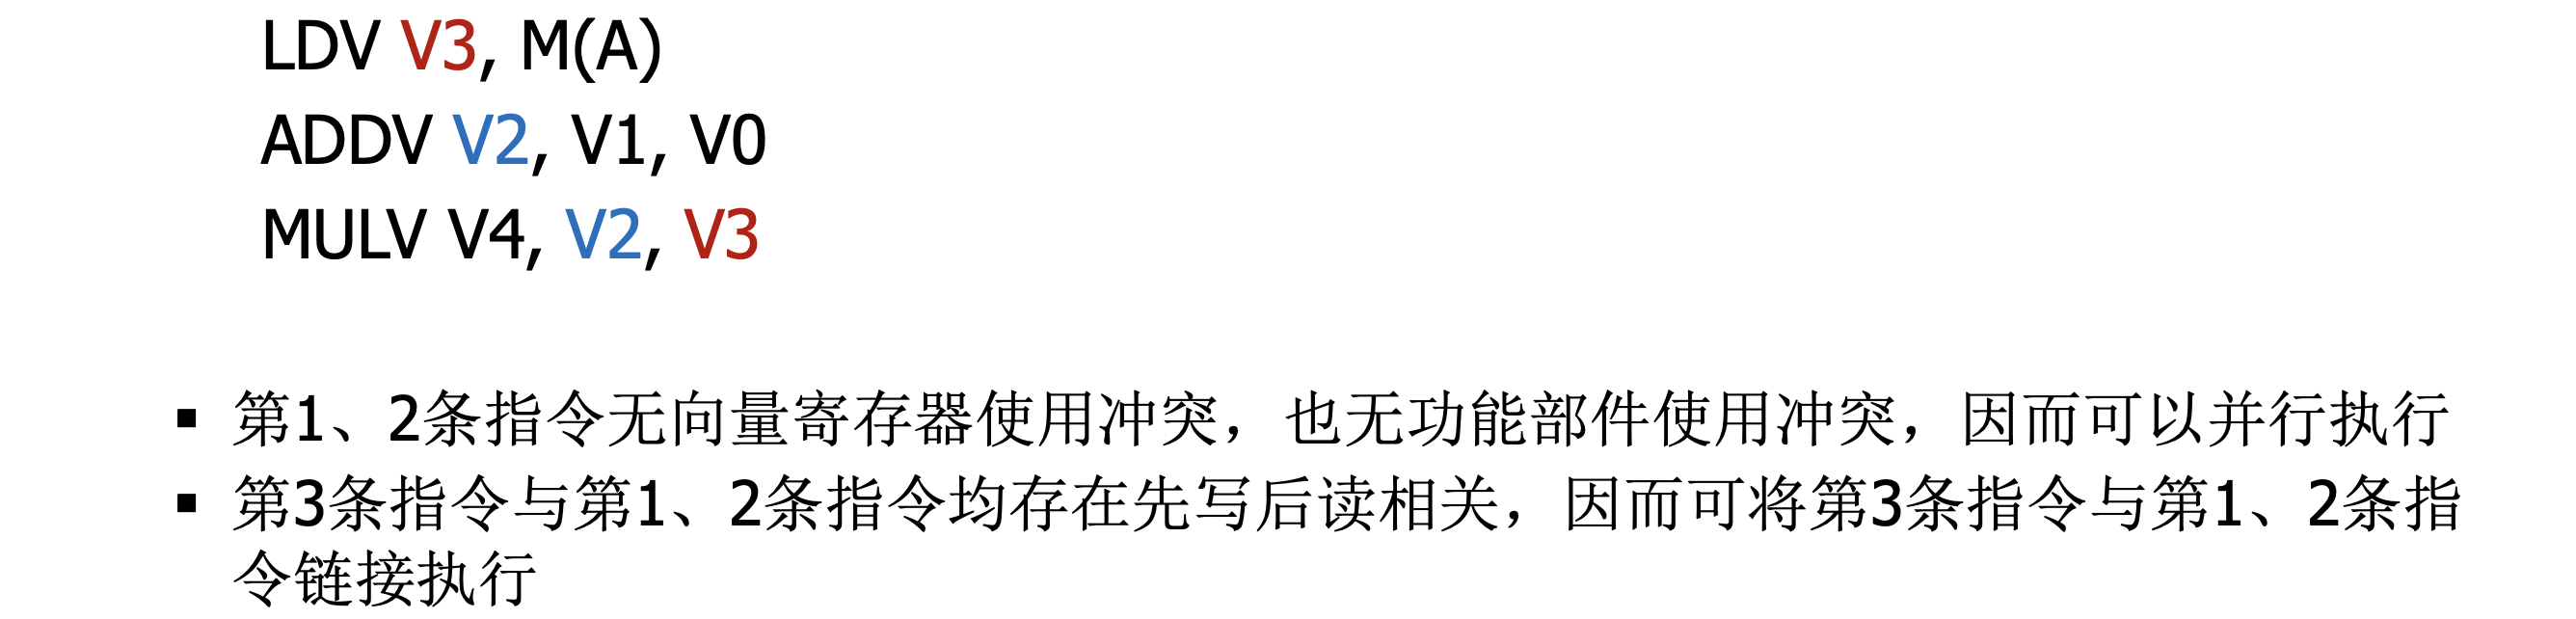 LDV V3, M(A)
ADDV V2, V1, V0
MULV V4, V2, V3
▪ 第1、2条指令无向量寄存器使用冲突，也无功能部件使用冲突，因而可以并行执行
▪ 第3条指令与第1、2条指令均存在先写后读相关，因而可将第3条指令与第1、2条指
令链接执行